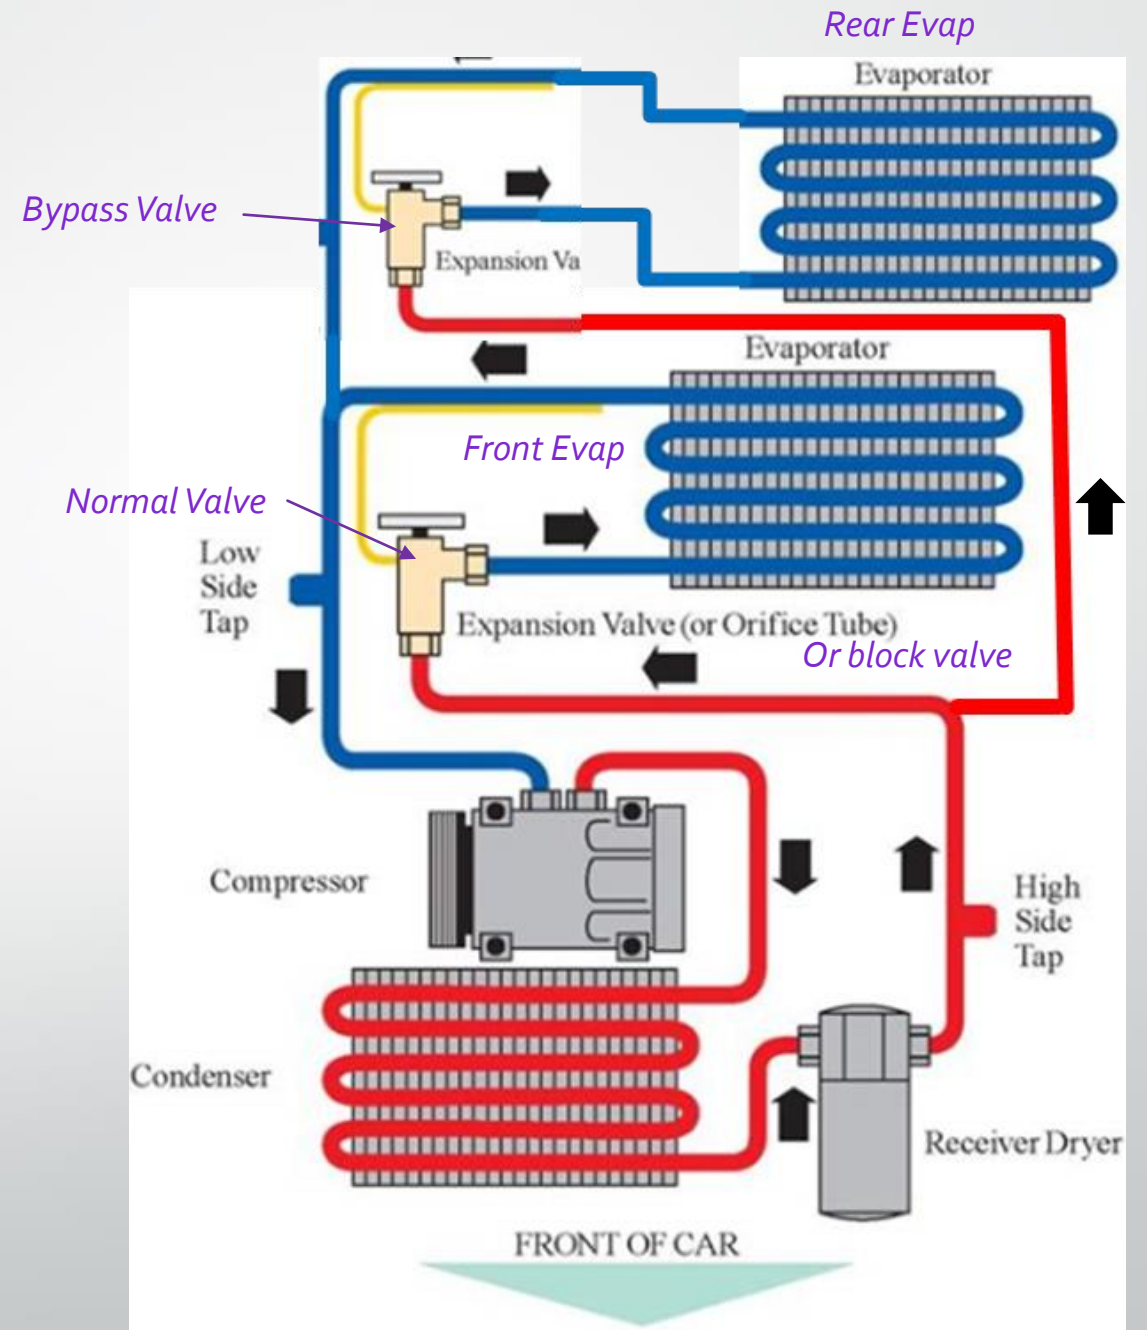 Rear Evap
Evaporator
Bypass Valve
Expansion Va
Evaporator
Front Evap
Normal Valve
Low
Side
Tap
Expansion Valve (or Orifice Tube)
Or block valve
Compressor
High
Side
Tap
Condenser
Receiver Dryer
FRONT OF CAR